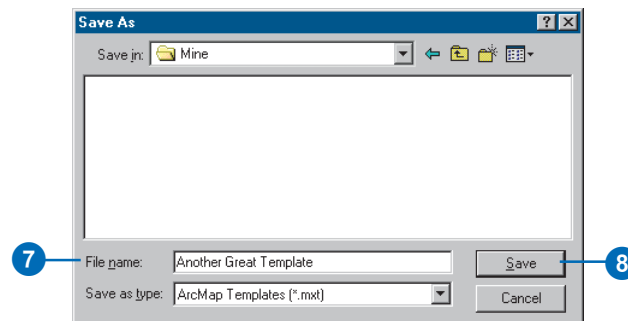 Save As
Save in: Mine
7 File name: Another Great Template Save 8
Save as type: ArcMap Templates (*.mxt) Cancel